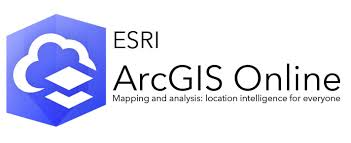 ESRI
ArcGIS Online
Mapping and analysis: location intelligence for everyone